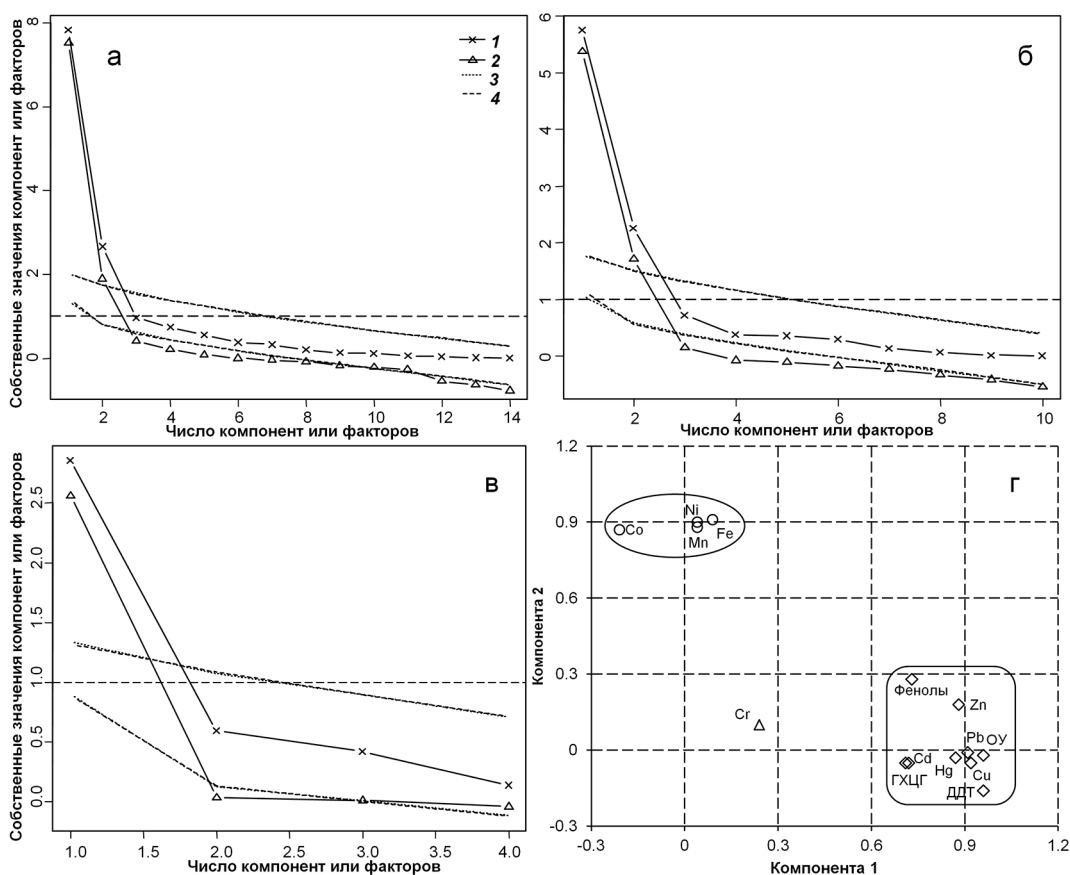 а
1
2
3
4
Собственные значения компонент или факторов
8
6
4
2
0
2
4
6
8
10
12
14
Число компонент или факторов
б
6
5
4
3
2
1
0
2
4
6
8
10
Число компонент или факторов
в
Собственные значения компонент или факторов
2.5
2.0
1.5
1.0
0.5
0.0
1.0
1.5
2.0
2.5
3.0
3.5
4.0
Число компонент или факторов
г
Компонента 2
1.2
0.9
0.6
0.3
0
-0.3
Ni
Co
Fe
Mn
Фенолы
Zn
Cr
Pb
ОУ
Cd
Hg
ГХЦГ
Cu
ДДТ
-0.3
0
0.3
0.6
0.9
1.2
Компонента 1